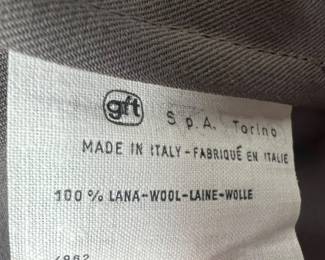 gft S.p.A. Torino
MADE IN ITALY-FABRIQUÉ EN ITALIE
100% LANA-WOOL-LAINE-WOLLE